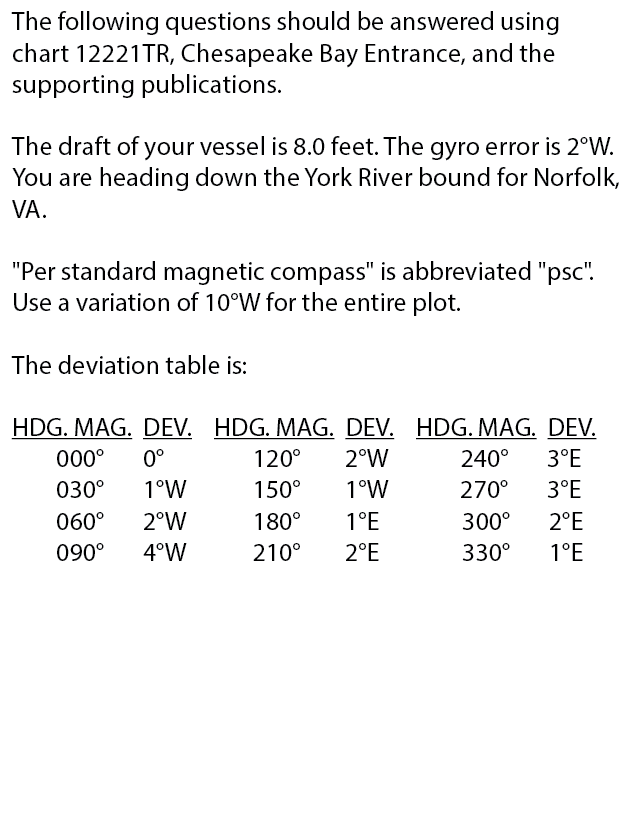 The following questions should be answered using
chart 12221TR, Chesapeake Bay Entrance, and the
supporting publications.
The draft of your vessel is 8.0 feet. The gyro error is 2°W.
You are heading down the York River bound for Norfolk,
VA.
"Per standard magnetic compass" is abbreviated "psc".
Use a variation of 10°W for the entire plot.
The deviation table is:
HDG. MAG. DEV. HDG. MAG. DEV. HDG. MAG. DEV.
000° 0° 120° 2°W 240° 3°E
030° 1°W 150° 1°W 270° 3°E
060° 2°W 180° 1°E 300° 2°E
090° 4°W 210° 2°E 330° 1°E